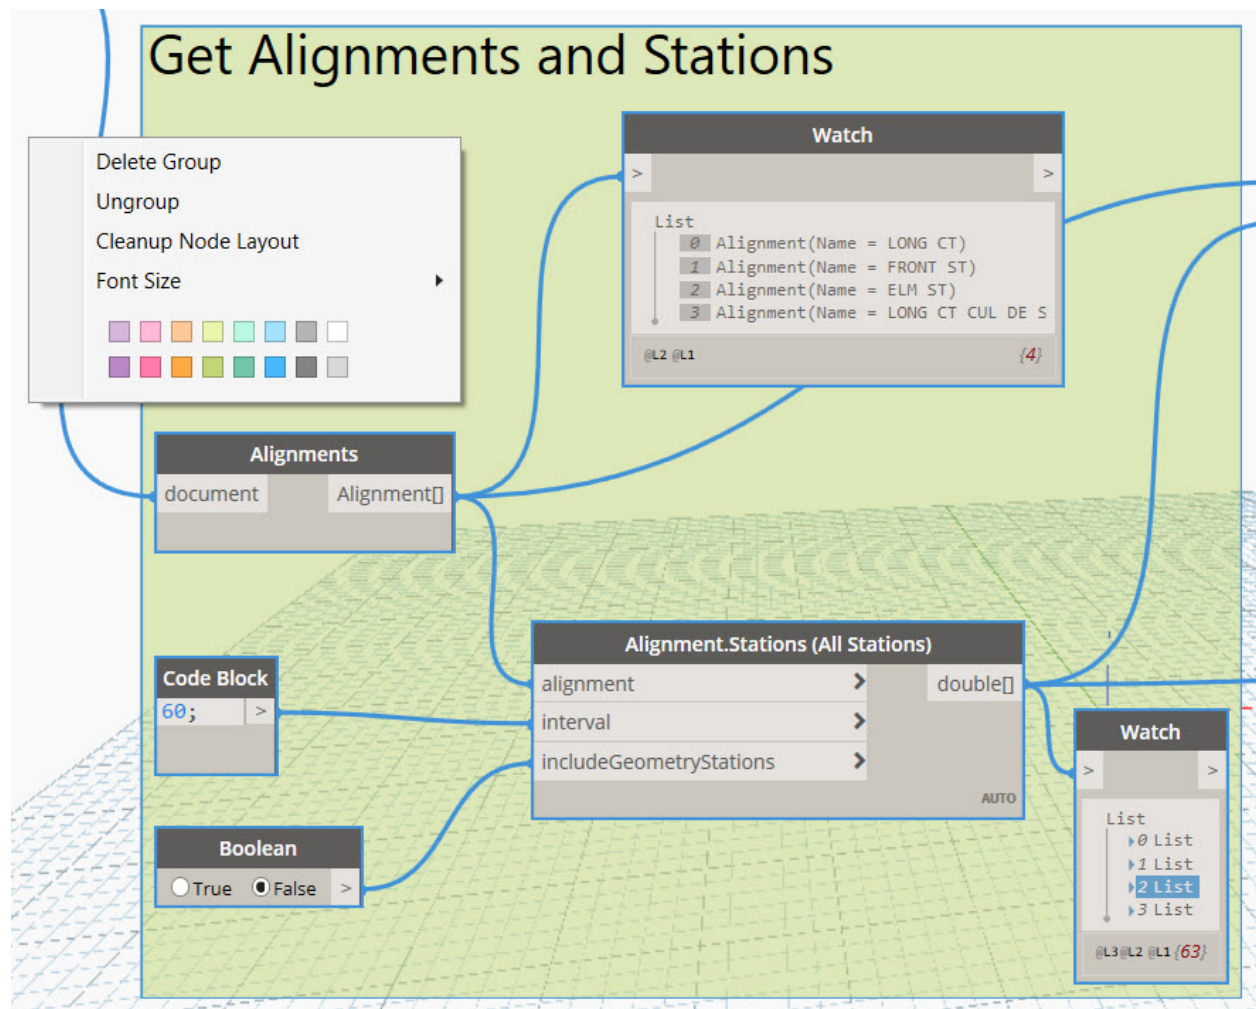 Get Alignments and Stations
Delete Group
Ungroup
Cleanup Node Layout
Font Size
Watch
>
>
List
0 Alignment(Name = LONG CT)
1 Alignment(Name = FRONT ST)
2 Alignment(Name = ELM ST)
3 Alignment(Name = LONG CT CUL DE S
@L2 @L1 {4}
Alignments
document Alignment[]
Code Block
60; >
Boolean
True False >
Alignment.Stations (All Stations)
alignment double[]
interval
includeGeometryStations
AUTO
Watch
> >
List
0 List
1 List
2 List
3 List
@L3 @L2 @L1 {63}